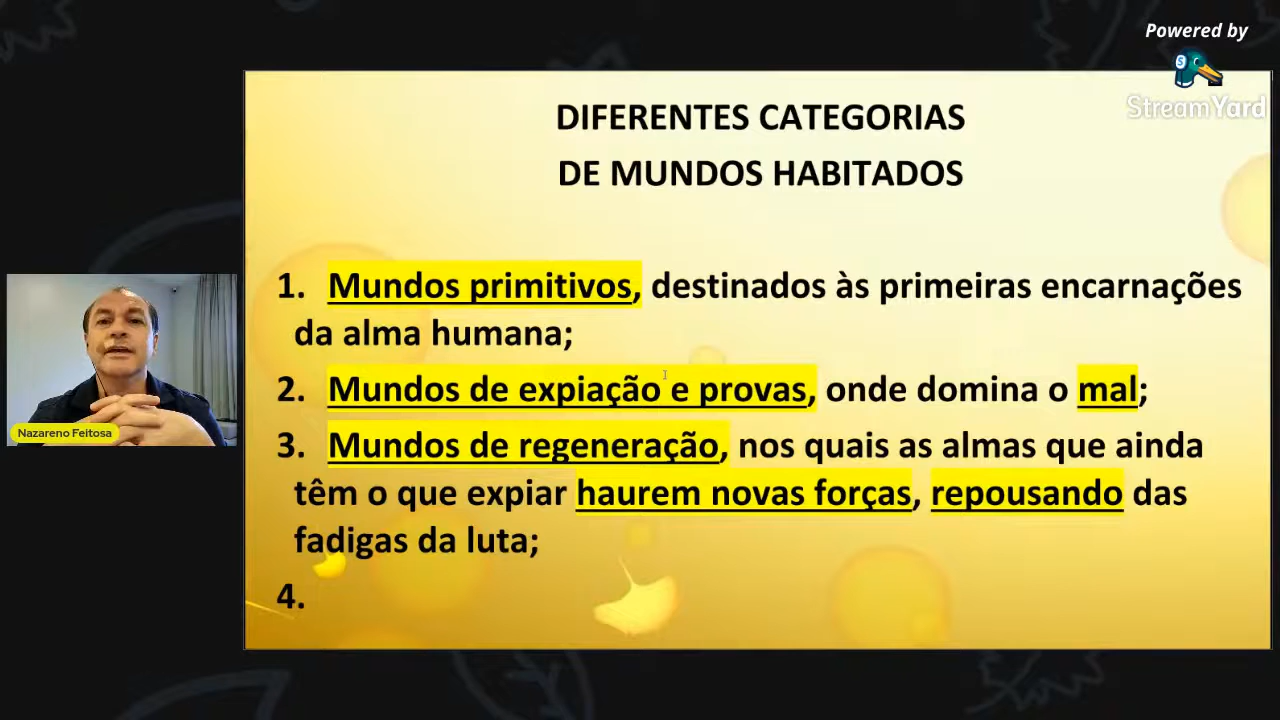 Powered by
StreamYard
DIFERENTES CATEGORIAS
DE MUNDOS HABITADOS
1. Mundos primitivos, destinados às primeiras encarnações
da alma humana;
2. Mundos de expiação e provas, onde domina o mal;
3. Mundos de regeneração, nos quais as almas que ainda
têm o que expiar haurem novas forças, repousando das
fadigas da luta;
4.
Nazareno Feitosa